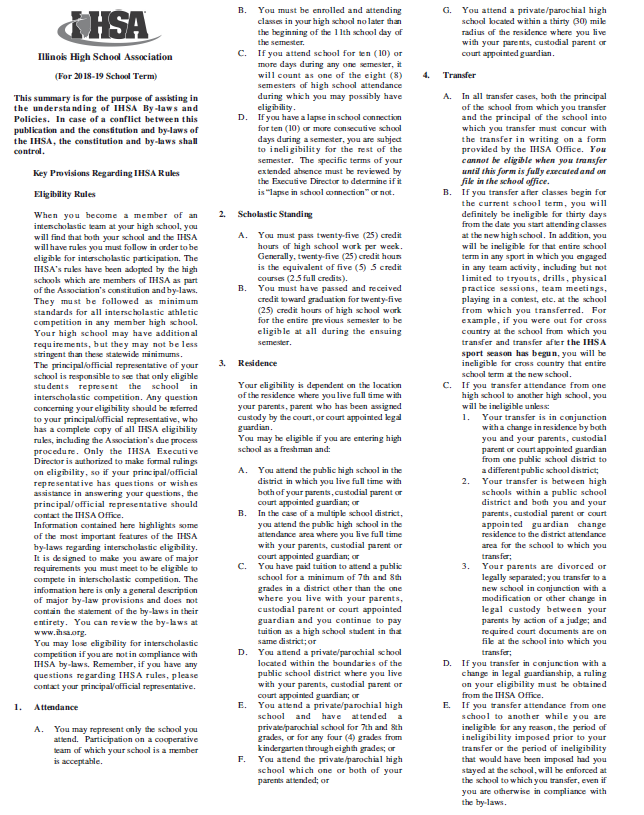 IHSA
Illinois High School Association
(For 2018-19 School Term)
This summary is for the purpose of assisting in
the understanding of IHSA By-laws and
Policies. In case of a conflict between this
publication and the constitution and by-laws of
the IHSA, the constitution and by-laws shall
control.
Key Provisions Regarding IHSA Rules
Eligibility Rules
When you become a member of an
interscholastic team at your high school, you
will find that both your school and the IHSA
will have rules you must follow in order to be
eligible for interscholastic participation. The
IHSA's rules have been adopted by the high
schools which are members of IHSA as part
of the Association's constitution and by-laws.
They must be followed as minimum
standards for all interscholastic athletic
competition in any member high school.
Your high school may have additional
requirements, but they may not be less
stringent than these statewide minimums.
The principal/official representative of your
school is responsible to see that only eligible
students represent the school in
interscholastic competition. Any question
concerning your eligibility should be referred
to your principal/official representative, who
has a complete copy of all IHSA eligibility
rules, including the Association's due process
procedure. Only the IHSA Executive
Director is authorized to make formal rulings
on eligibility, so if your principal/official
representative has questions or wishes
assistance in answering your questions, the
principal/official representative should
contact the IHSA Office.
Information contained here highlights some
of the most important features of the IHSA
by-laws regarding interscholastic eligibility.
It is designed to make you aware of major
requirements you must meet to be eligible to
compete in interscholastic competition. The
information here is only a general description
of major by-law provisions and does not
contain the statement of the by-laws in their
entirety. You can review the by-laws at
www.ihsa.org.
You may lose eligibility for interscholastic
competition if you are not in compliance with
IHSA by-laws. Remember, if you have any
questions regarding IHSA rules, please
contact your principal/official representative.
1. Attendance
A. You may represent only the school you
attend. Participation on a cooperative
team of which your school is a member
is acceptable.
B. You must be enrolled and attending
classes in your high school no later than
the beginning of the 11th school day of
the semester.
C. If you attend school for ten (10) or
more days during any one semester, it
will count as one of the eight (8)
semesters of high school attendance
during which you may possibly have
eligibility.
D. If you have a lapse in school connection
for ten (10) or more consecutive school
days during a semester, you are subject
to ineligibility for the rest of the
semester. The specific terms of your
extended absence must be reviewed by
the Executive Director to determine if it
is "lapse in school connection" or not.
2. Scholastic Standing
A. You must pass twenty-five (25) credit
hours of high school work per week.
Generally, twenty-five (25) credit hours
is the equivalent of five (5) .5 credit
courses (2.5 full credits).
B. You must have passed and received
credit toward graduation for twenty-five
(25) credit hours of high school work
for the entire previous semester to be
eligible at all during the ensuing
semester.
3. Residence
Your eligibility is dependent on the location
of the residence where you live full time with
your parents, parent who has been assigned
custody by the court, or court appointed legal
guardian.
You may be eligible if you are entering high
school as a freshman and:
A. You attend the public high school in the
district in which you live full time with
both of your parents, custodial parent or
court appointed guardian; or
B. In the case of a multiple school district,
you attend the public high school in the
attendance area where you live full time
with your parents, custodial parent or
court appointed guardian; or
C. You have paid tuition to attend a public
school for a minimum of 7th and 8th
grades in a district other than the one
where you live with your parents,
custodial parent or court appointed
guardian and you continue to pay
tuition as a high school student in that
same district; or
D. You attend a private/parochial school
located within the boundaries of the
public school district where you live
with your parents, custodial parent or
court appointed guardian; or
E. You attend a private/parochial high
school and have attended a
private/parochial school for 7th and 8th
grades, or for any four (4) grades from
kindergarten through eighth grades; or
F. You attend the private/parochial high
school which one or both of your
parents attended; or
G. You attend a private/parochial high
school located within a thirty (30) mile
radius of the residence where you live
with your parents, custodial parent or
court appointed guardian.
4. Transfer
A. In all transfer cases, both the principal
of the school from which you transfer
and the principal of the school into
which you transfer must concur with
the transfer in writing on a form
provided by the IHSA Office. You
cannot be eligible when you transfer
until this form is fully executed and on
file in the school office.
B. If you transfer after classes begin for
the current school term, you will
definitely be ineligible for thirty days
from the date you start attending classes
at the new high school. In addition, you
will be ineligible for that entire school
term in any sport in which you engaged
in any team activity, including but not
limited to tryouts, drills, physical
practice sessions, team meetings,
playing in a contest, etc. at the school
from which you transferred. For
example, if you were out for cross
country at the school from which you
transfer and transfer after the IHSA
sport season has begun, you will be
ineligible for cross country that entire
school term at the new school.
C. If you transfer attendance from one
high school to another high school, you
will be ineligible unless:
1. Your transfer is in conjunction
with a change in residence by both
you and your parents, custodial
parent or court appointed guardian
from one public school district to
a different public school district;
2. Your transfer is between high
schools within a public school
district and both you and your
parents, custodial parent or court
appointed guardian change
residence to the district attendance
area for the school to which you
transfer;
3. Your parents are divorced or
legally separated; you transfer to a
new school in conjunction with a
modification or other change in
legal custody between your
parents by action of a judge; and
required court documents are on
file at the school into which you
transfer;
D. If you transfer in conjunction with a
change in legal guardianship, a ruling
on your eligibility must be obtained
from the IHSA Office.
E. If you transfer attendance from one
school to another while you are
ineligible for any reason, the period of
ineligibility imposed prior to your
transfer or the period of ineligibility
that would have been imposed had you
stayed at the school, will be enforced at
the school to which you transfer, even if
you are otherwise in compliance with
the by-laws.